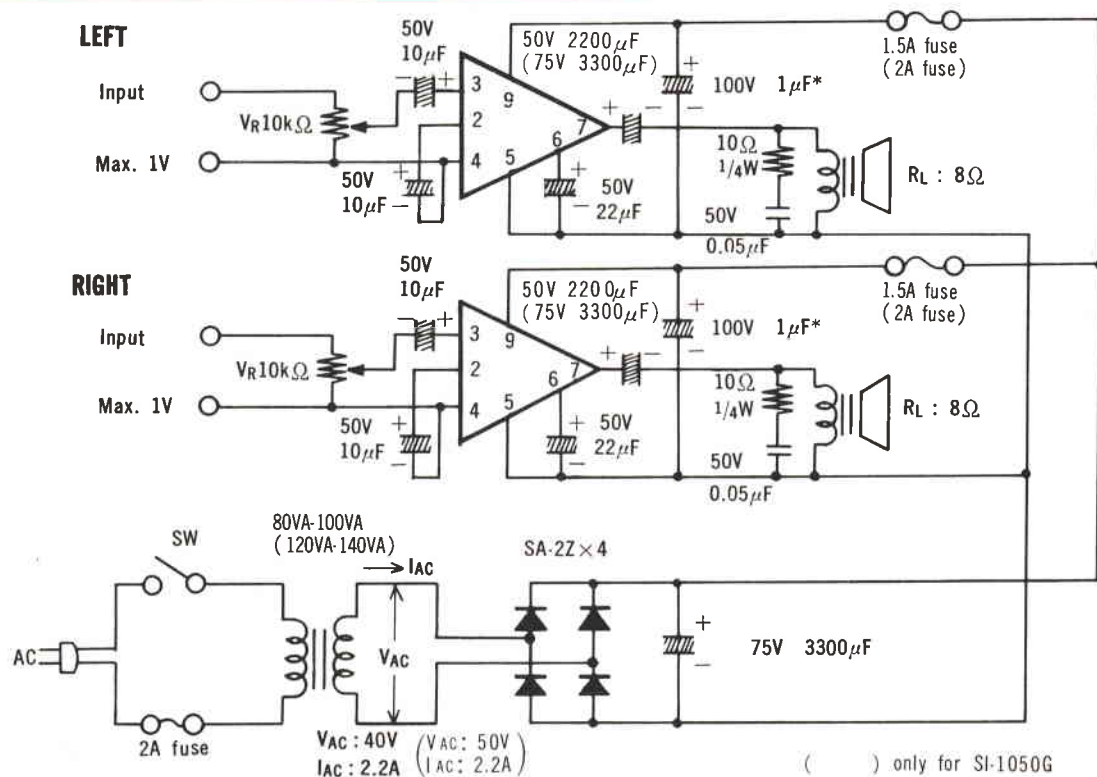 LEFT
50V
10µF
50V 2200µF
(75V 3300µF)
1.5A fuse
(2A fuse)
Input
− +
3
9
+
−
100V 1µF*
VR10kΩ
2
7
+ −
6
Max. 1V
4
5
+
−
50V
10µF
+
−
50V
22µF
10Ω
1/4W
50V
0.05µF
RL : 8Ω
RIGHT
50V
10µF
50V 2200µF
(75V 3300µF)
1.5A fuse
(2A fuse)
Input
− +
3
9
+
−
100V 1µF*
VR10kΩ
2
7
+ −
6
Max. 1V
4
5
+
−
50V
10µF
+
−
50V
22µF
10Ω
1/4W
50V
0.05µF
RL : 8Ω
80VA-100VA
(120VA-140VA)
SW
→ IAC
SA-2Z×4
AC
VAC
+
−
75V 3300µF
2A fuse
VAC : 40V (VAC : 50V
IAC : 2.2A IAC : 2.2A)
( ) only for SI-1050G